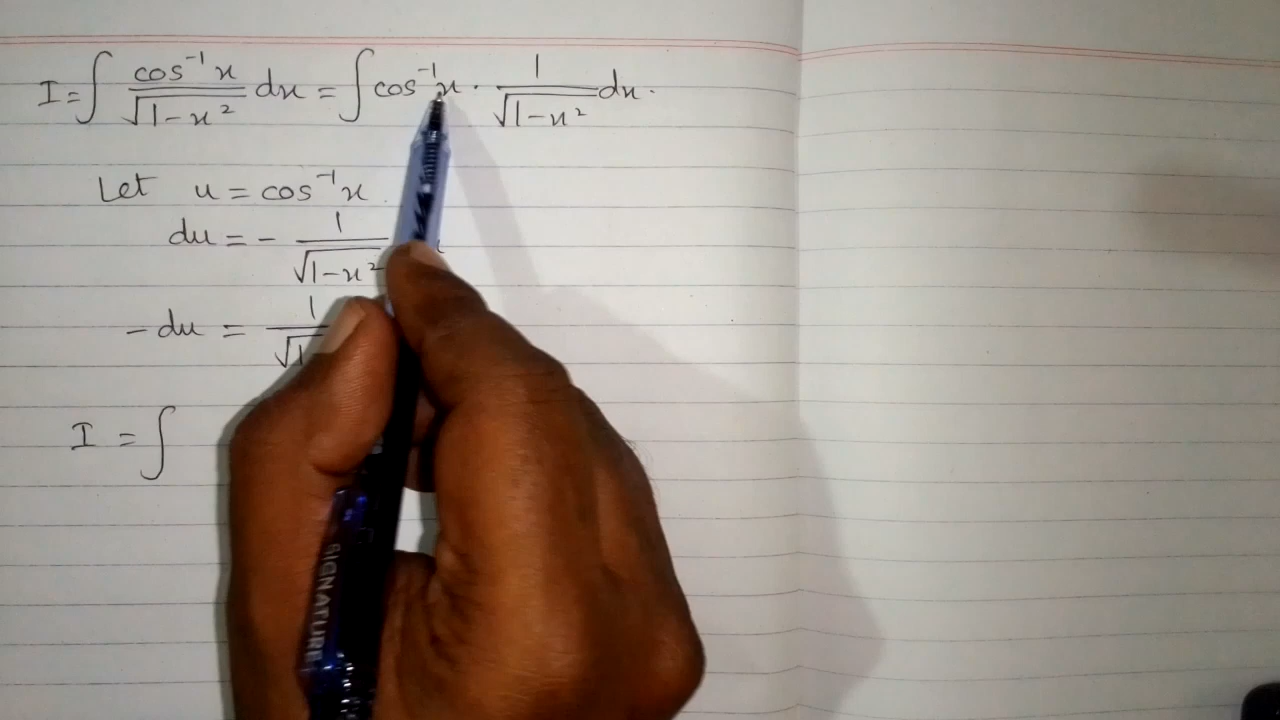 I = ∫ cos⁻¹x / √(1-x²) dx = ∫ cos⁻¹x · 1/√(1-x²) dx.
Let u = cos⁻¹x
du = - 1/√(1-x²)
- du = 1/√1
I = ∫
SIGNATURE